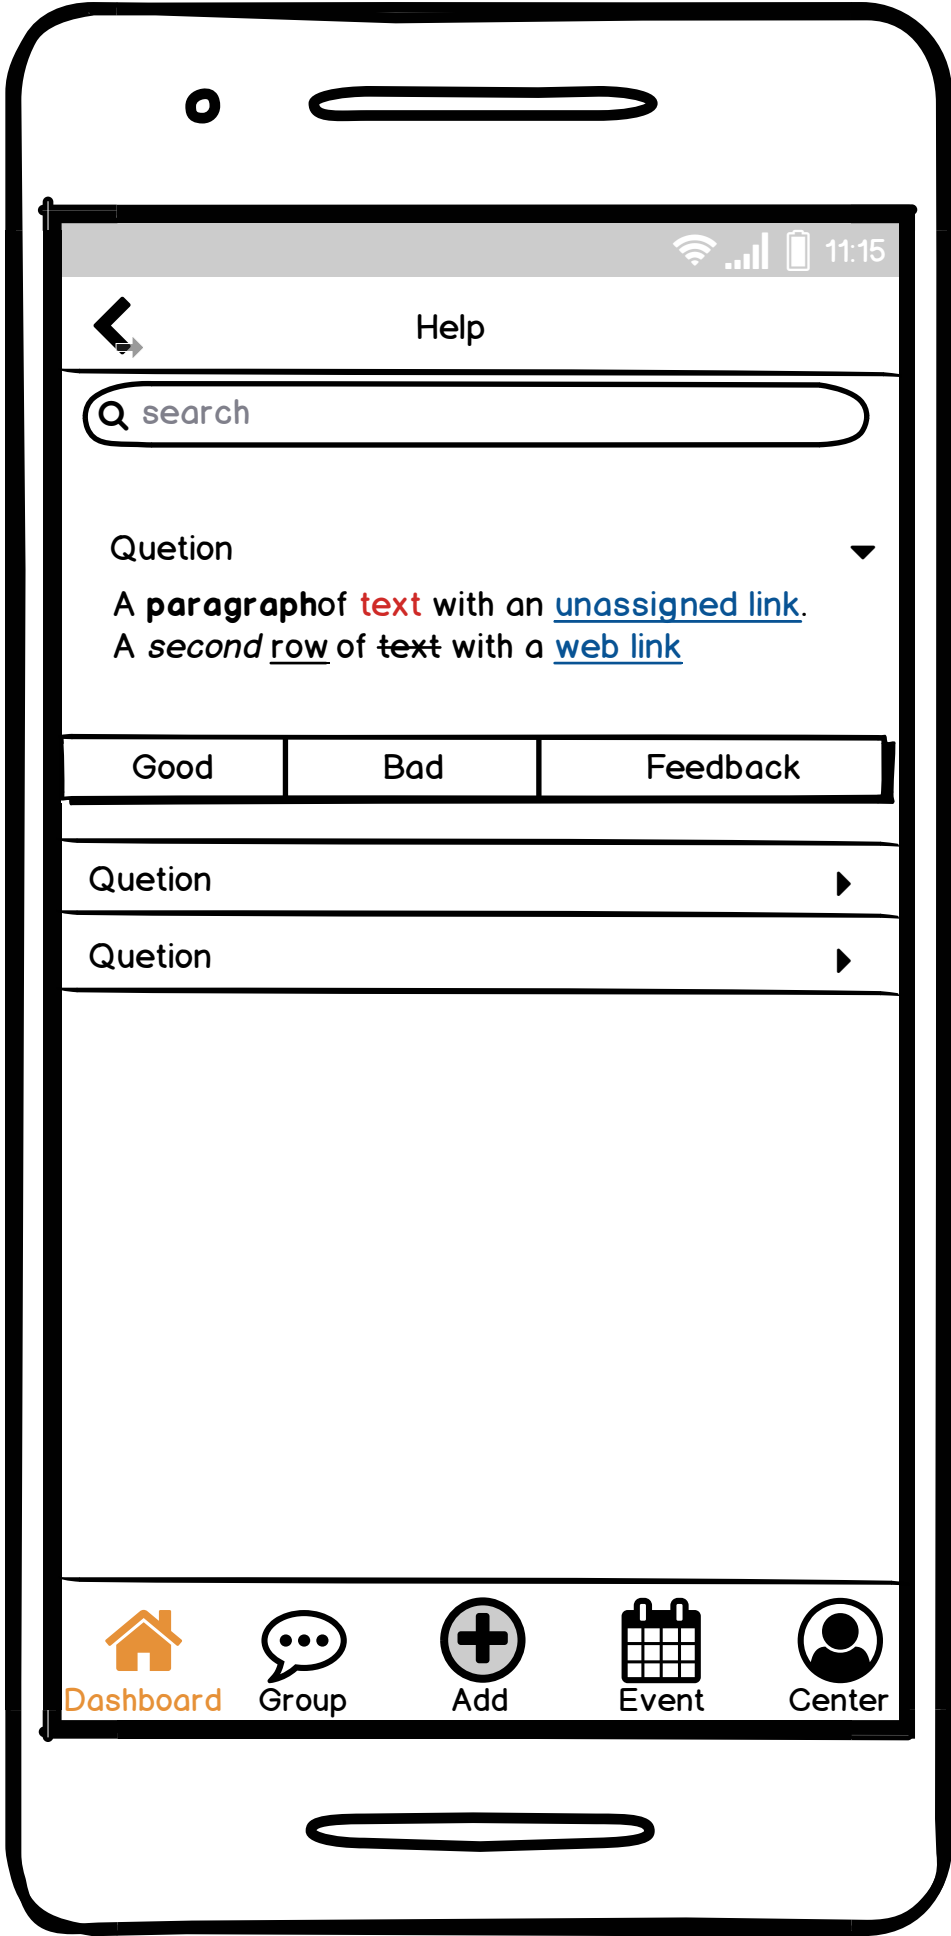 11:15
Help
search
Quetion
A paragraphof text with an unassigned link.
A second row of text with a web link
Good Bad Feedback
Quetion
Quetion
Dashboard Group Add Event Center